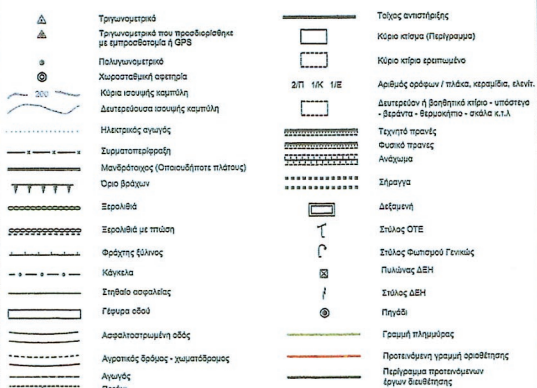 Τριγωνομετρικό
Τριγωνομετρικό που προσδιορίσθηκε
με εμπροσθοτομία ή GPS
Πολυγωνομετρικό
Χωροσταθμική αφετηρία
200
Κύρια ισουψής καμπύλη
Δευτερεύουσα ισουψής καμπύλη
Ηλεκτρικός αγωγός
Συρματοπερίφραξη
Μανδρότοιχος (Οποιουδήποτε πλάτους)
Όριο βράχων
Ξερολιθιά
Ξερολιθιά με πτώση
Φράχτης ξύλινος
Κάγκελα
Στηθαίο ασφαλείας
Γέφυρα οδού
Ασφαλτοστρωμένη οδός
Αγροτικός δρόμος - χωματόδρομος
Αγωγός
Τοίχος αντιστήριξης
Κύριο κτίσμα (Περίγραμμα)
Κύριο κτίριο ερειπωμένο
2/Π 1/Κ 1/Ε
Αριθμός ορόφων / πλάκα, κεραμίδια, ελενίτ.
Δευτερεύον ή βοηθητικό κτίριο - υπόστεγο
- βεράντα - θερμοκήπιο - σκάλα κ.τ.λ
Τεχνητό πρανές
Φυσικό πρανες
Ανάχωμα
Σήραγγα
Δεξαμενή
Στύλος ΟΤΕ
Στύλος Φωτισμού Γενικώς
Πυλώνας ΔΕΗ
Στύλος ΔΕΗ
Πηγάδι
Γραμμή πλημμύρας
Προτεινόμενη γραμμή οριοθέτησης
Περίγραμμα προτεινόμενων
έργων διευθέτησης